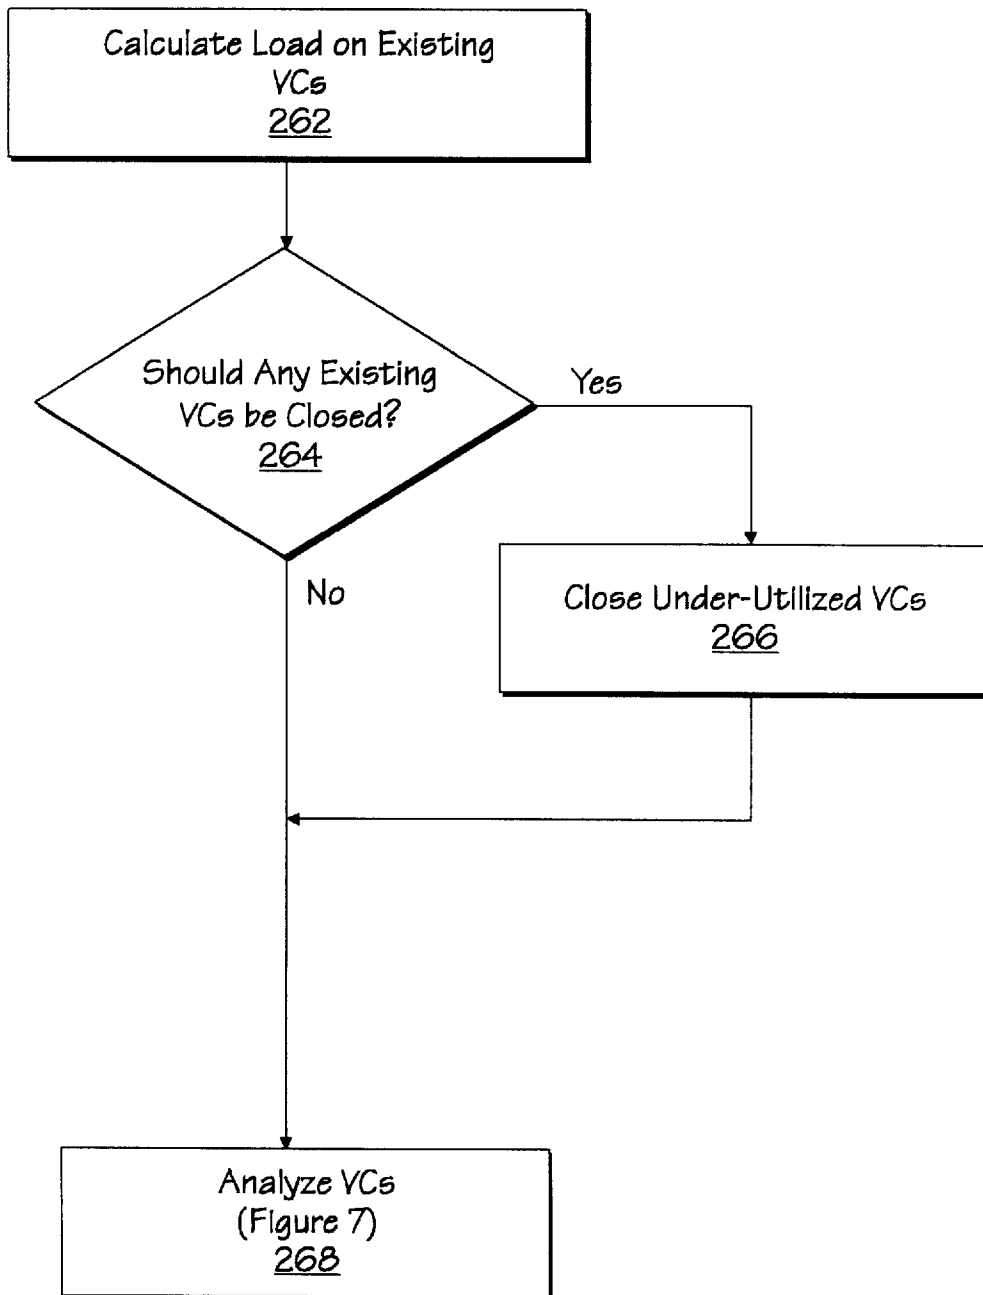 Calculate Load on Existing
VCs
262
Should Any Existing
VCs be Closed?
264
Yes
No
Close Under-Utilized VCs
266
Analyze VCs
(Figure 7)
268